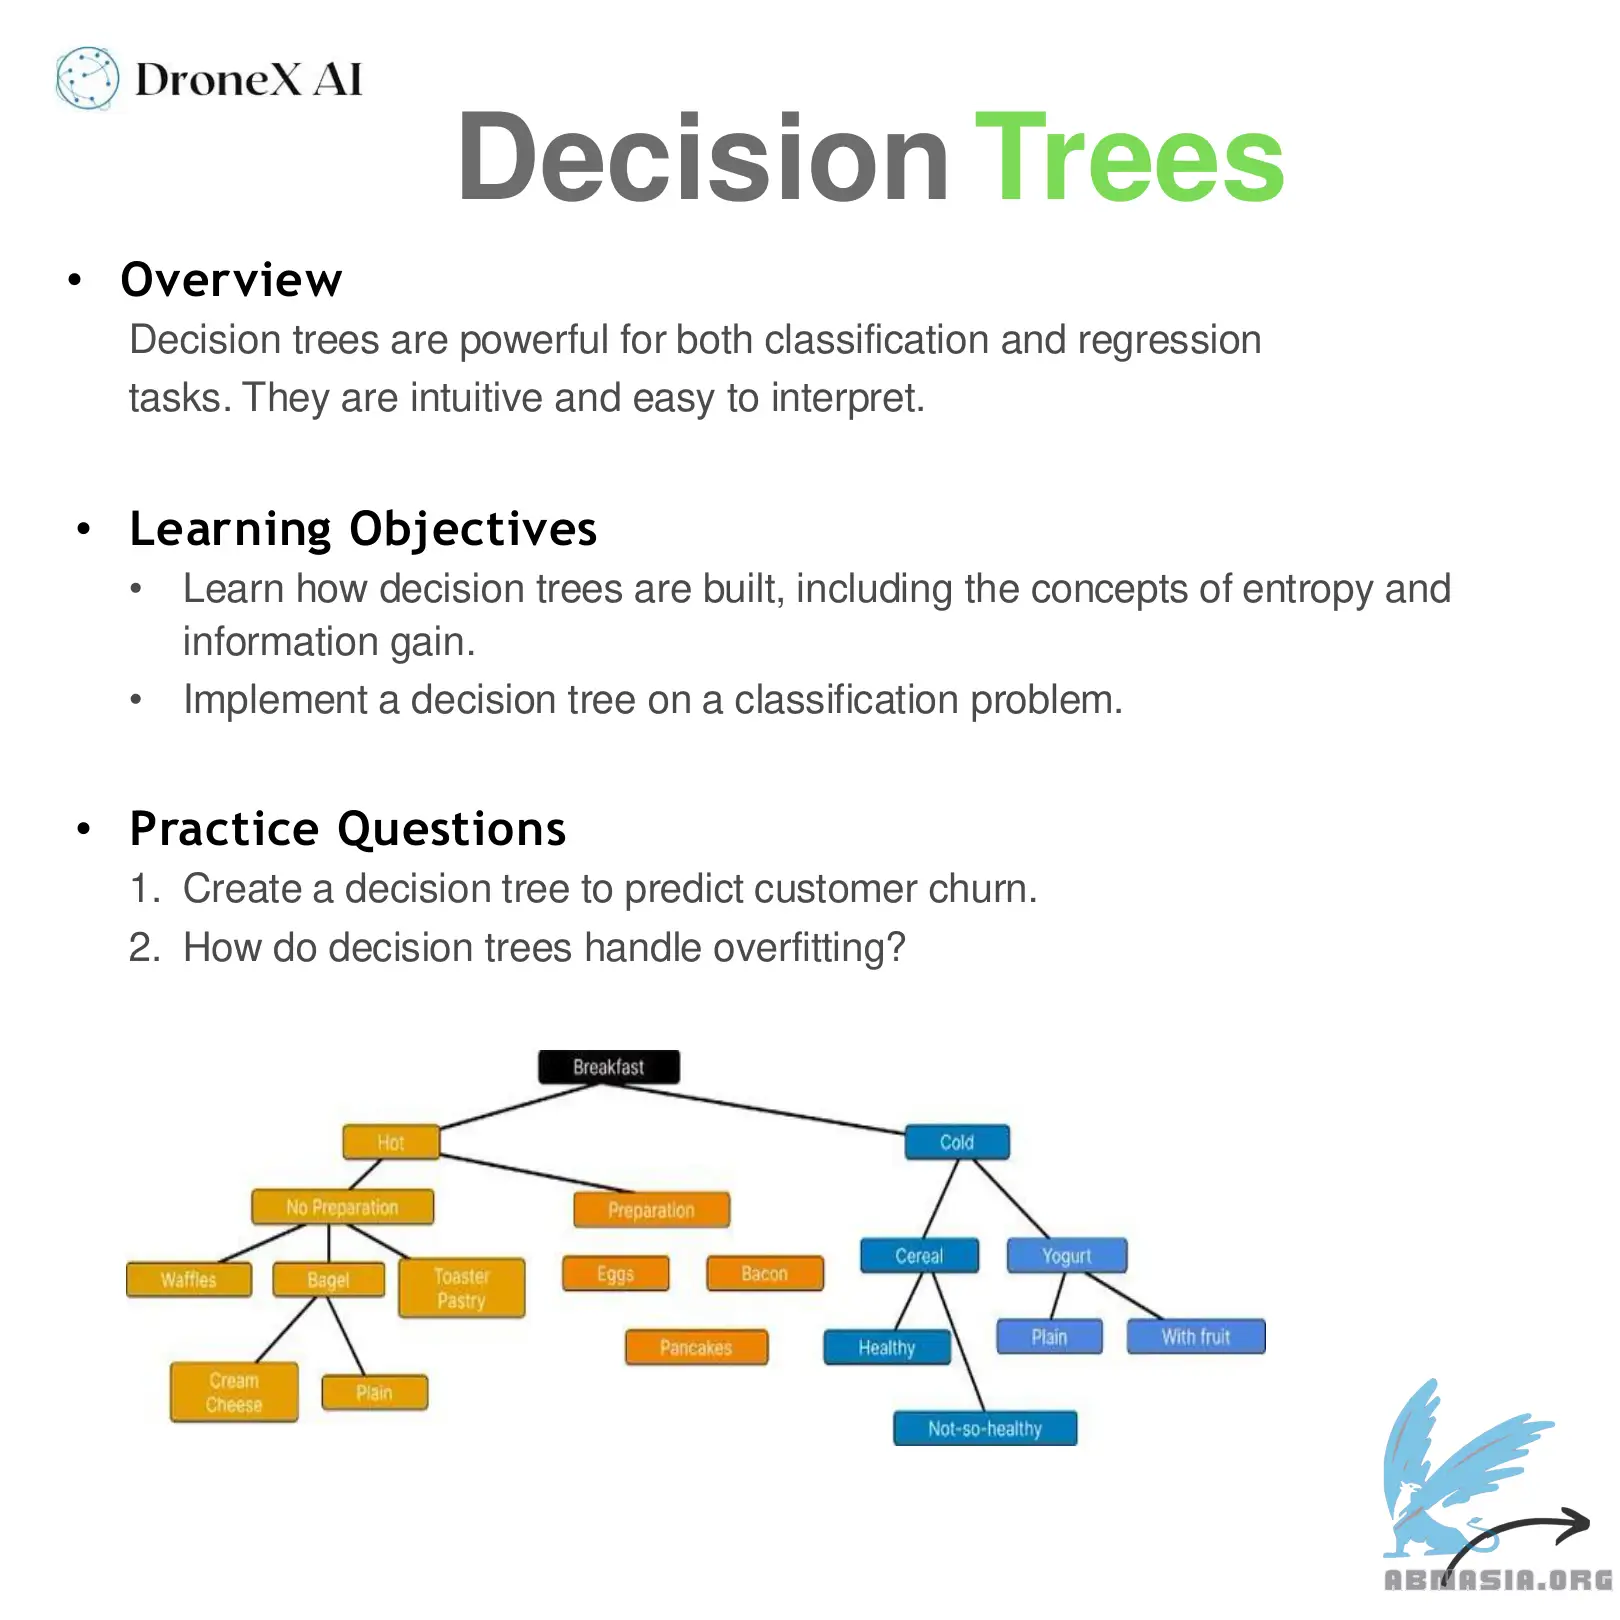 DroneX AI
Decision Trees
• Overview
Decision trees are powerful for both classification and regression
tasks. They are intuitive and easy to interpret.
• Learning Objectives
• Learn how decision trees are built, including the concepts of entropy and
information gain.
• Implement a decision tree on a classification problem.
• Practice Questions
1. Create a decision tree to predict customer churn.
2. How do decision trees handle overfitting?
Breakfast
Hot
Cold
No Preparation
Preparation
Cereal
Yogurt
Waffles
Bagel
Toaster
Pastry
Eggs
Bacon
Pancakes
Healthy
Plain
With fruit
Cream
Cheese
Plain
Not-so-healthy
ABNASIA.ORG